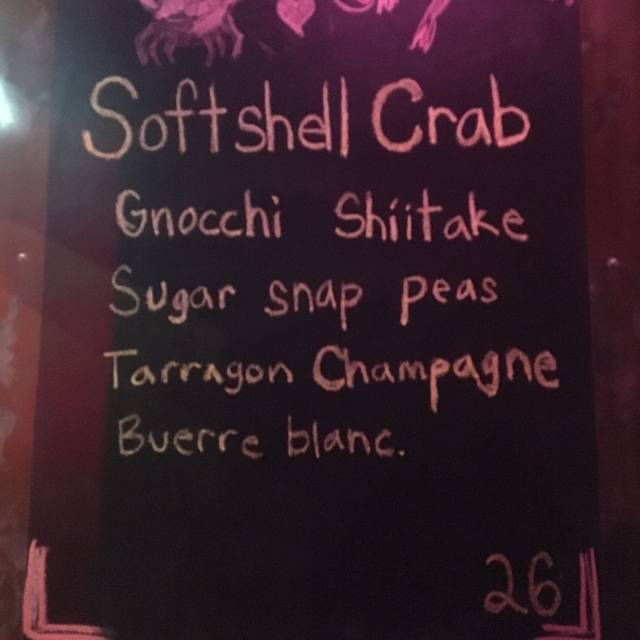 Softshell Crab
Gnocchi Shiitake
Sugar snap peas
Tarragon Champagne
Buerre blanc.
26